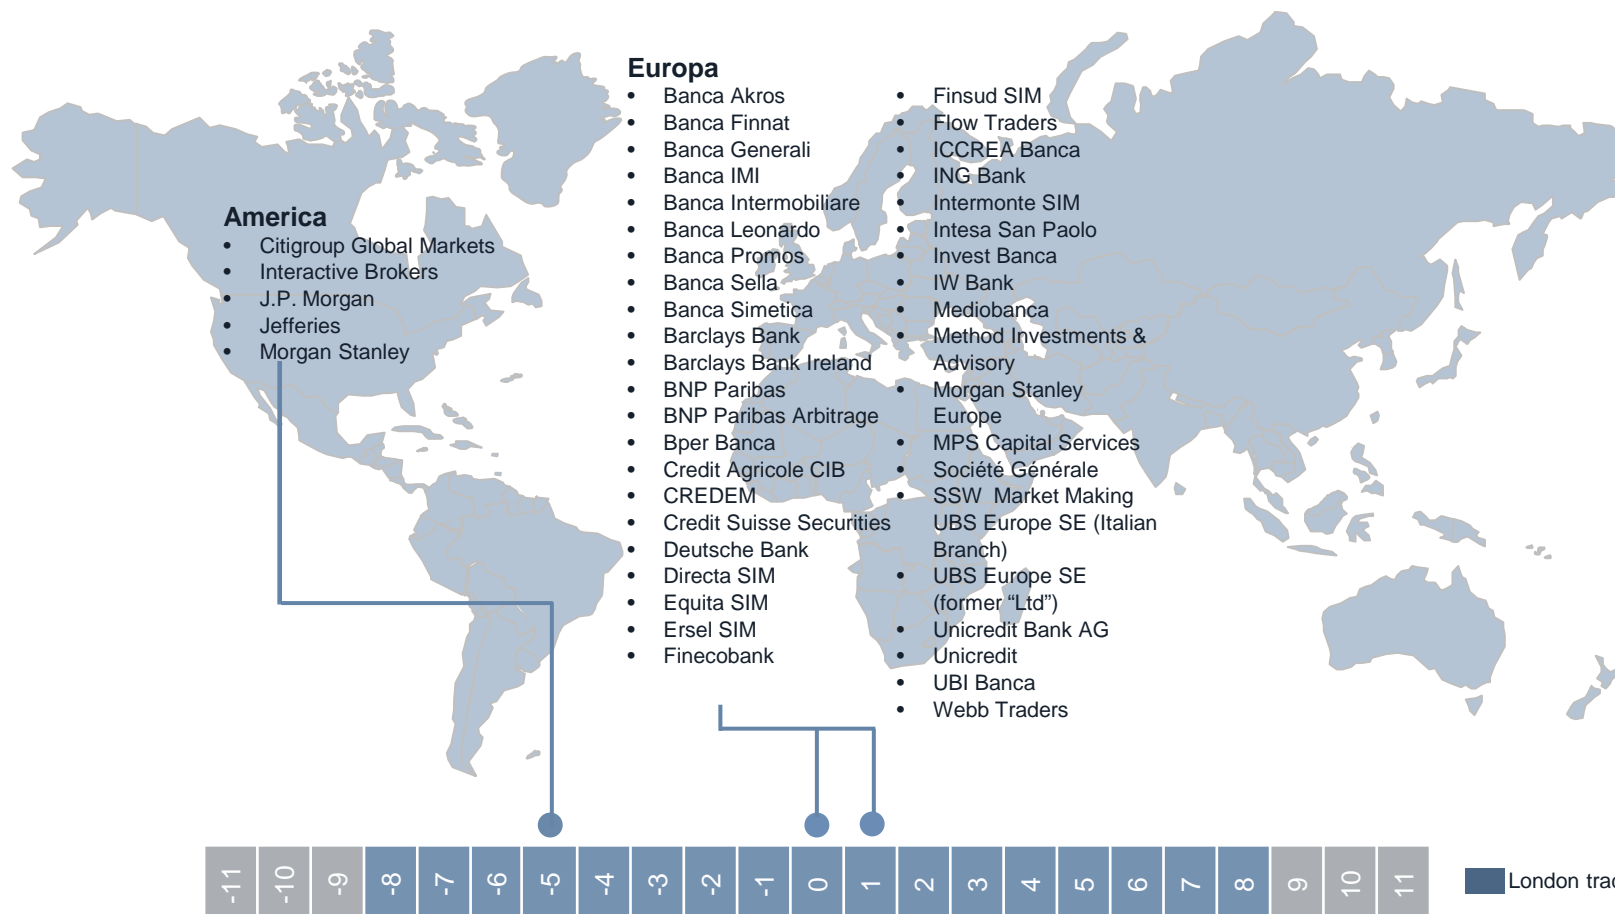 Europa
• Banca Akros
• Banca Finnat
• Banca Generali
• Banca IMI
• Banca Intermobiliare
• Banca Leonardo
• Banca Promos
• Banca Sella
• Banca Simetica
• Barclays Bank
• Barclays Bank Ireland
• BNP Paribas
• BNP Paribas Arbitrage
• Bper Banca
• Credit Agricole CIB
• CREDEM
• Credit Suisse Securities
• Deutsche Bank
• Directa SIM
• Equita SIM
• Ersel SIM
• Finecobank
• Finsud SIM
• Flow Traders
• ICCREA Banca
• ING Bank
• Intermonte SIM
• Intesa San Paolo
• Invest Banca
• IW Bank
• Mediobanca
• Method Investments &
Advisory
• Morgan Stanley
Europe
• MPS Capital Services
• Société Générale
• SSW Market Making
UBS Europe SE (Italian
Branch)
• UBS Europe SE
(former “Ltd”)
• Unicredit Bank AG
• Unicredit
• UBI Banca
• Webb Traders
America
• Citigroup Global Markets
• Interactive Brokers
• J.P. Morgan
• Jefferies
• Morgan Stanley
-11
-10
-9
-8
-7
-6
-5
-4
-3
-2
-1
0
1
2
3
4
5
6
7
8
9
10
11
London